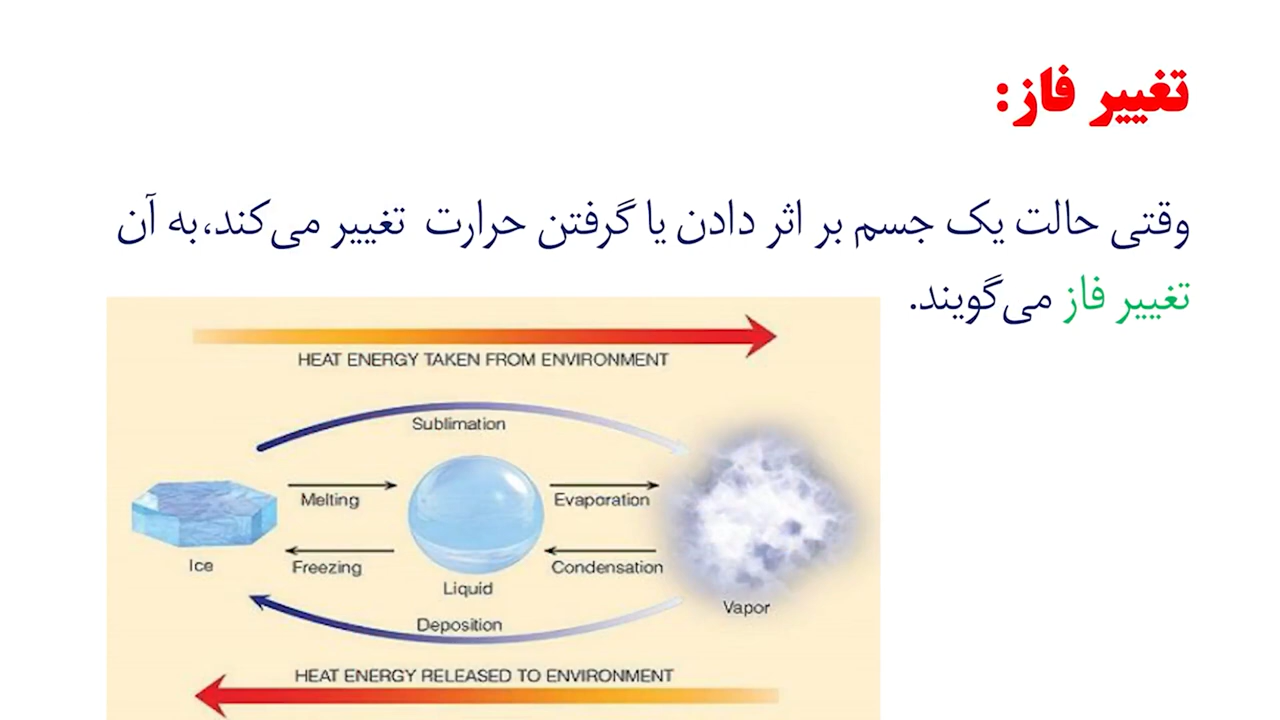 تغییر فاز:
وقتی حالت یک جسم بر اثر دادن یا گرفتن حرارت تغییر می‌کند،به آن
تغییر فاز می‌گویند.
HEAT ENERGY TAKEN FROM ENVIRONMENT
Sublimation
Melting
Evaporation
Ice
Freezing
Condensation
Liquid
Vapor
Deposition
HEAT ENERGY RELEASED TO ENVIRONMENT